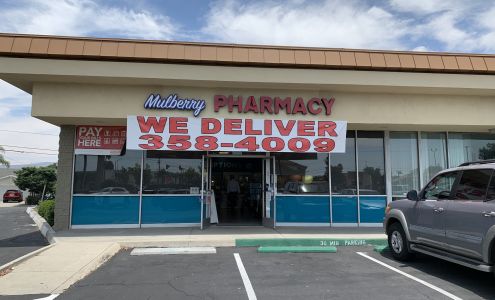 Mulberry PHARMACY
WE DELIVER
358-4009
PAY
HERE
30 MIN PARKING